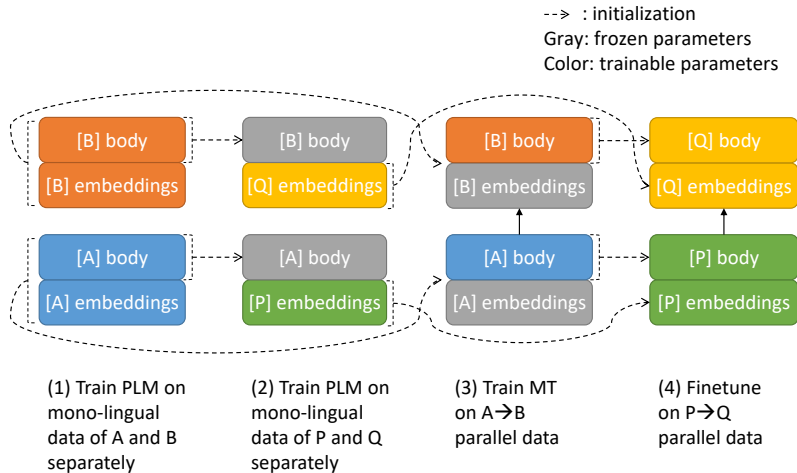 --> : initialization
Gray: frozen parameters
Color: trainable parameters
[B] body
[B] embeddings
[A] body
[A] embeddings
[B] body
[Q] embeddings
[A] body
[P] embeddings
[B] body
[B] embeddings
[A] body
[A] embeddings
[Q] body
[Q] embeddings
[P] body
[P] embeddings
(1) Train PLM on
mono-lingual
data of A and B
separately
(2) Train PLM on
mono-lingual
data of P and Q
separately
(3) Train MT
on A→B
parallel data
(4) Finetune
on P→Q
parallel data